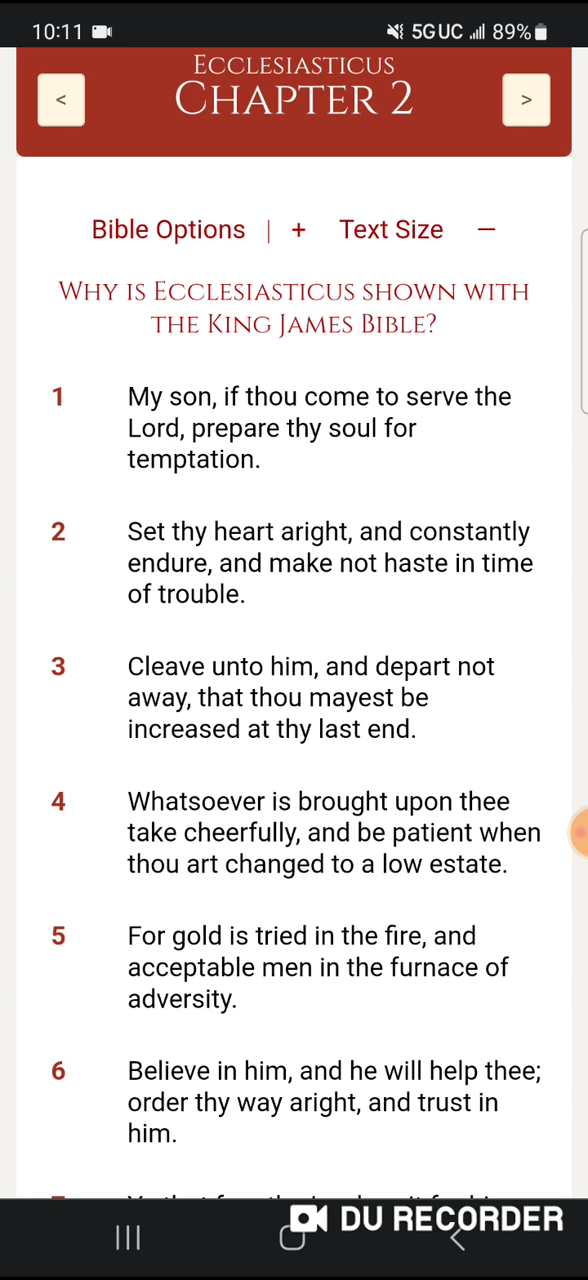 10:11
5G UC
89%
Ecclesiasticus
Chapter 2
<
>
Bible Options | + Text Size –
Why is Ecclesiasticus shown with
the King James Bible?
1 My son, if thou come to serve the
Lord, prepare thy soul for
temptation.
2 Set thy heart aright, and constantly
endure, and make not haste in time
of trouble.
3 Cleave unto him, and depart not
away, that thou mayest be
increased at thy last end.
4 Whatsoever is brought upon thee
take cheerfully, and be patient when
thou art changed to a low estate.
5 For gold is tried in the fire, and
acceptable men in the furnace of
adversity.
6 Believe in him, and he will help thee;
order thy way aright, and trust in
him.
DU RECORDER